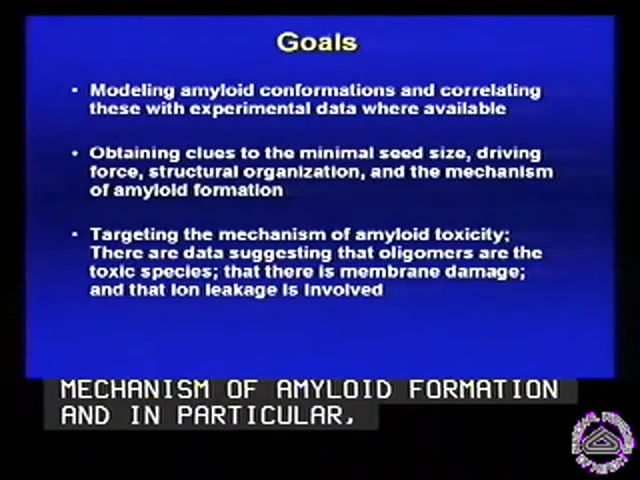 Goals
• Modeling amyloid conformations and correlating
these with experimental data where available
• Obtaining clues to the minimal seed size, driving
force, structural organization, and the mechanism
of amyloid formation
• Targeting the mechanism of amyloid toxicity;
There are data suggesting that oligomers are the
toxic species; that there is membrane damage;
and that ion leakage is involved
MECHANISM OF AMYLOID FORMATION
AND IN PARTICULAR,